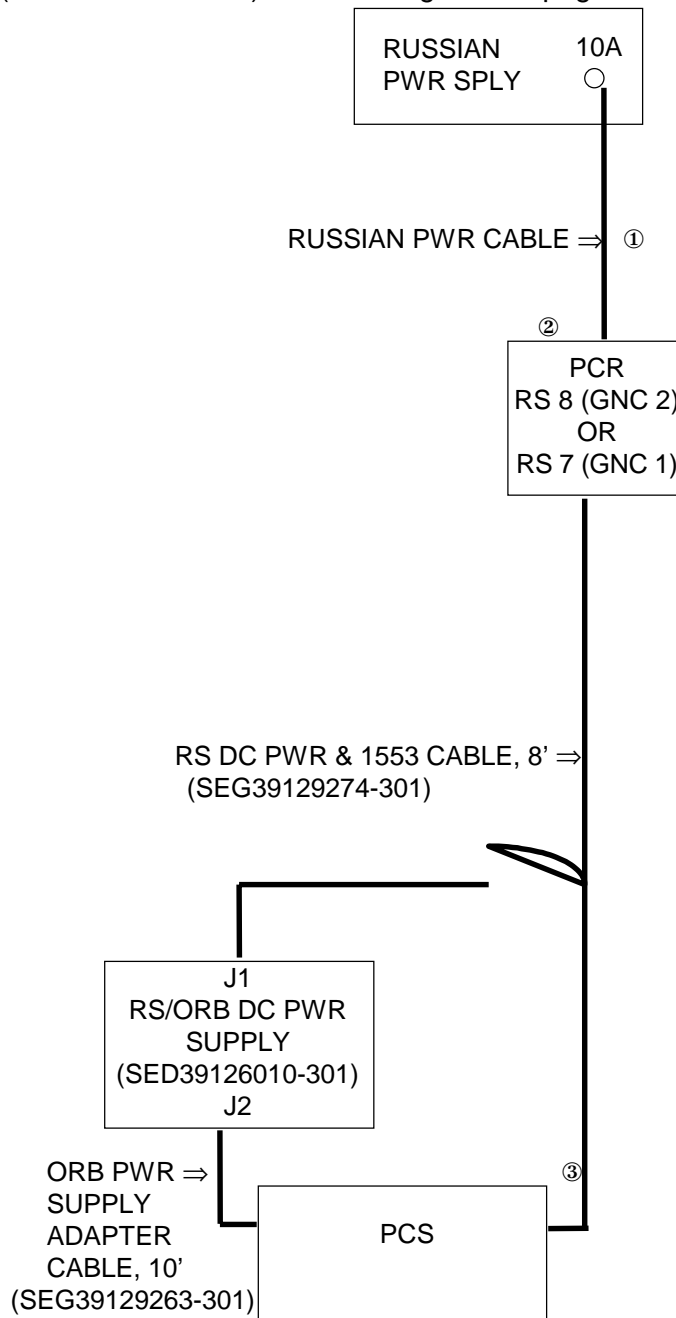 RUSSIAN 10A
PWR SPLY
RUSSIAN PWR CABLE ⇒ ①
②
PCR
RS 8 (GNC 2)
OR
RS 7 (GNC 1)
RS DC PWR & 1553 CABLE, 8’ ⇒
(SEG39129274-301)
J1
RS/ORB DC PWR
SUPPLY
(SED39126010-301)
J2
ORB PWR ⇒
SUPPLY
ADAPTER
CABLE, 10’
(SEG39129263-301)
③
PCS